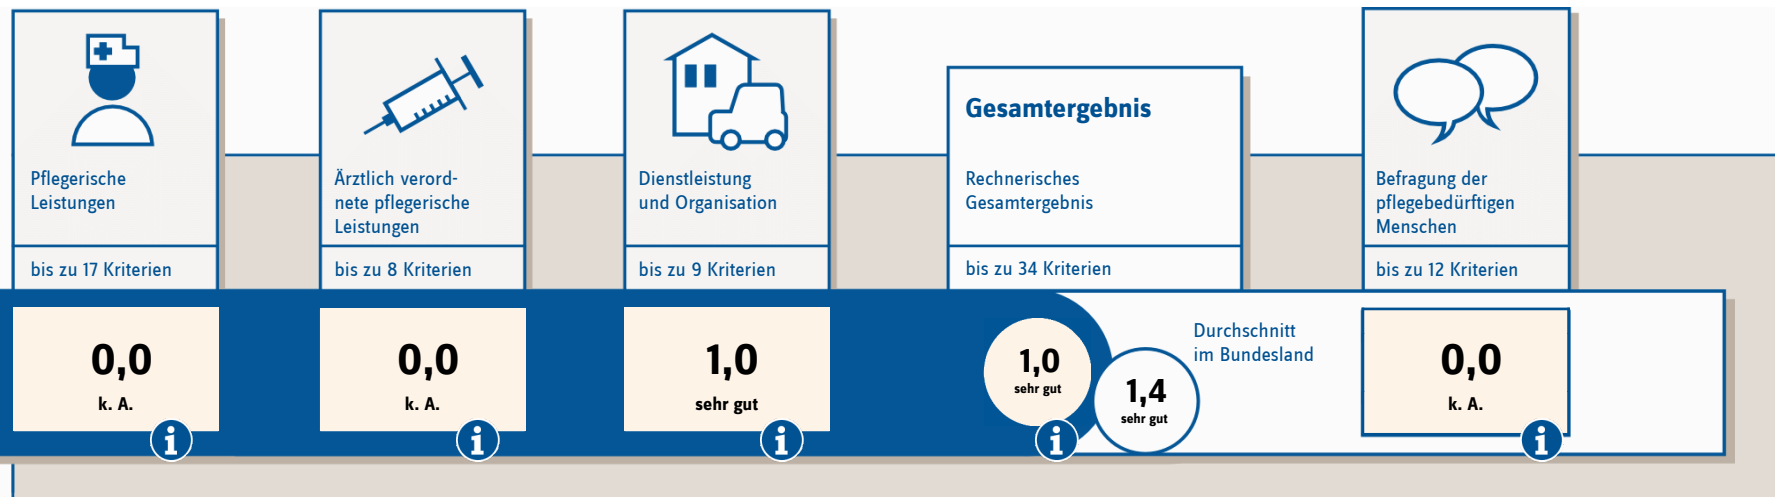 Pflegerische
Leistungen
bis zu 17 Kriterien
0,0
k. A.
i
Ärztlich verord-
nete pflegerische
Leistungen
bis zu 8 Kriterien
0,0
k. A.
i
Dienstleistung
und Organisation
bis zu 9 Kriterien
1,0
sehr gut
i
Gesamtergebnis
Rechnerisches
Gesamtergebnis
bis zu 34 Kriterien
1,0
sehr gut
i
1,4
sehr gut
Durchschnitt
im Bundesland
Befragung der
pflegebedürftigen
Menschen
bis zu 12 Kriterien
0,0
k. A.
i